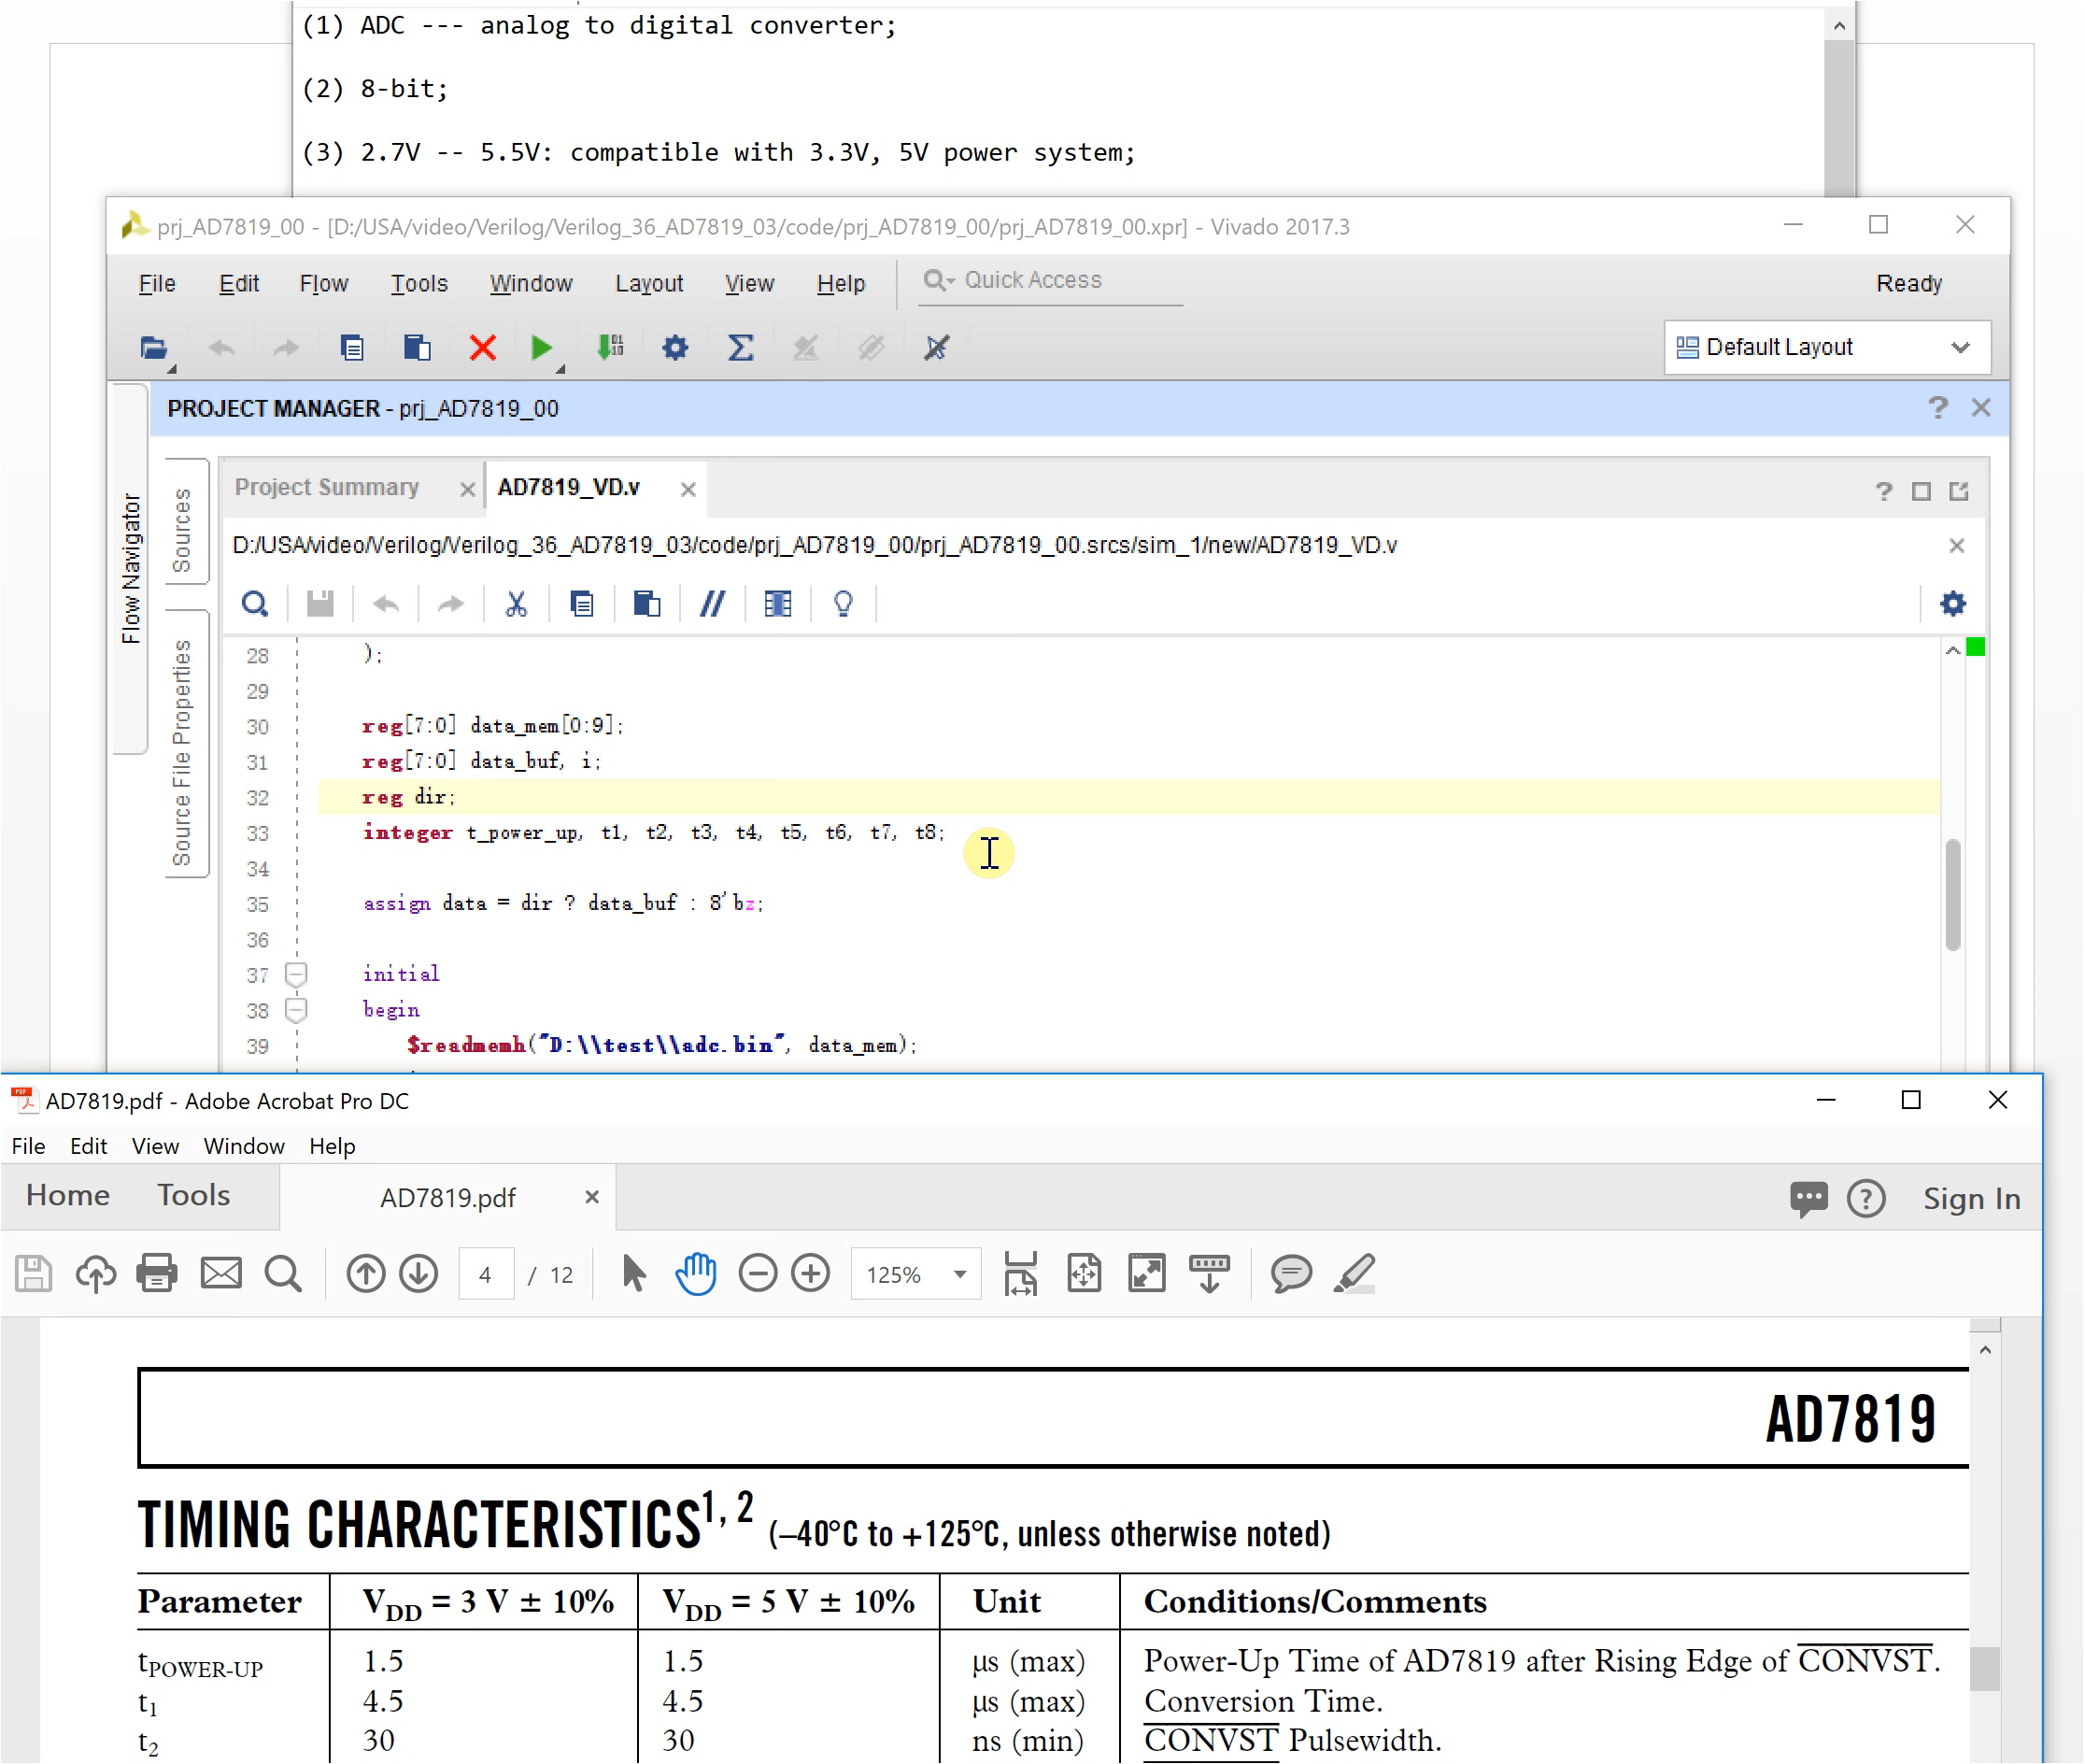 (1) ADC --- analog to digital converter;
(2) 8-bit;
(3) 2.7V -- 5.5V: compatible with 3.3V, 5V power system;
prj_AD7819_00 - [D:/USA/video/Verilog/Verilog_36_AD7819_03/code/prj_AD7819_00/prj_AD7819_00.xpr] - Vivado 2017.3
File Edit Flow Tools Window Layout View Help Quick Access Ready
Default Layout
PROJECT MANAGER - prj_AD7819_00
Flow Navigator
Sources
Source File Properties
Project Summary AD7819_VD.v
D:/USA/video/Verilog/Verilog_36_AD7819_03/code/prj_AD7819_00/prj_AD7819_00.srcs/sim_1/new/AD7819_VD.v
28 );
29
30 reg[7:0] data_mem[0:9];
31 reg[7:0] data_buf, i;
32 reg dir;
33 integer t_power_up, t1, t2, t3, t4, t5, t6, t7, t8;
34
35 assign data = dir ? data_buf : 8'bz;
36
37 initial
38 begin
39 $readmemh("D:\\test\\adc.bin", data_mem);
AD7819.pdf - Adobe Acrobat Pro DC
File Edit View Window Help
Home Tools AD7819.pdf Sign In
4 / 12 125%
AD7819
TIMING CHARACTERISTICS1, 2 (–40°C to +125°C, unless otherwise noted)
Parameter VDD = 3 V ± 10% VDD = 5 V ± 10% Unit Conditions/Comments
tPOWER-UP 1.5 1.5 µs (max) Power-Up Time of AD7819 after Rising Edge of CONVST.
t1 4.5 4.5 µs (max) Conversion Time.
t2 30 30 ns (min) CONVST Pulsewidth.